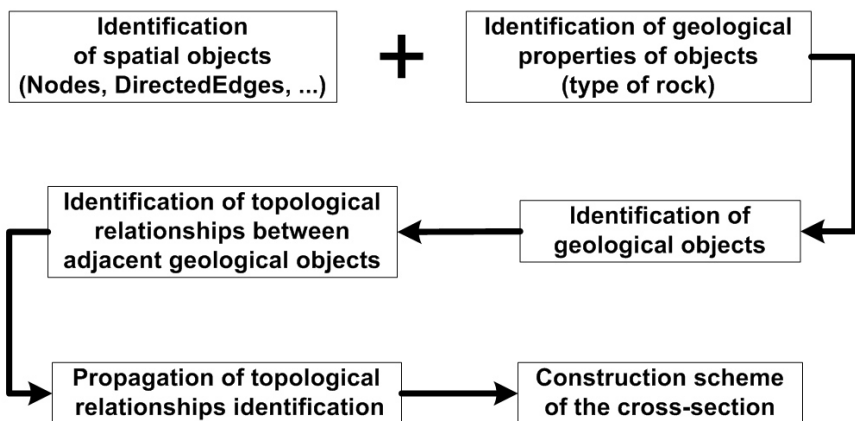 Identification
of spatial objects
(Nodes, DirectedEdges, ...)
+
Identification of geological
properties of objects
(type of rock)
Identification of
geological objects
Identification of topological
relationships between
adjacent geological objects
Propagation of topological
relationships identification
Construction scheme
of the cross-section